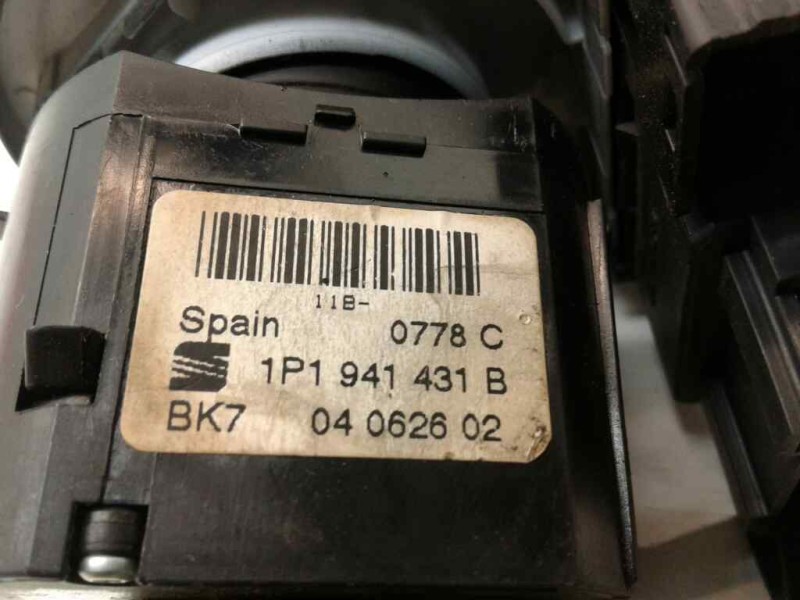 11B-
Spain 0778 C
1P1 941 431 B
BK7 04 0626 02